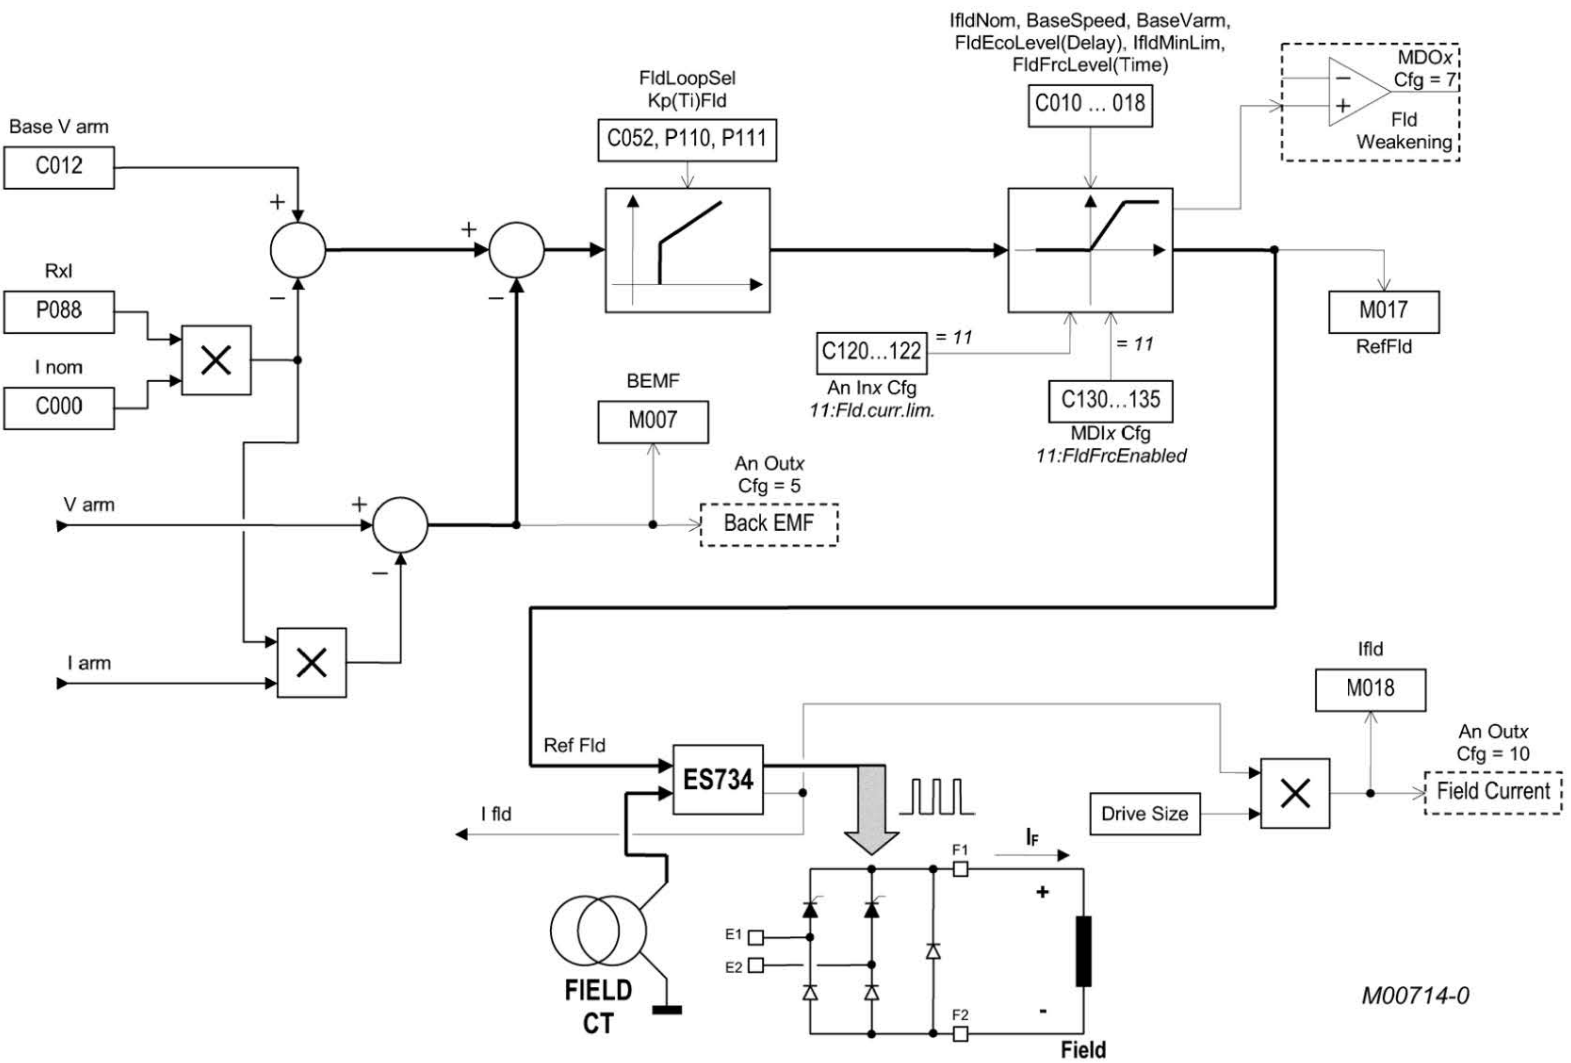 IfldNom, BaseSpeed, BaseVarm,
FldEcoLevel(Delay), IfldMinLim,
FldFrcLevel(Time)
C010 ... 018
MDOx
Cfg = 7
−
+
Fld
Weakening
FldLoopSel
Kp(Ti)Fld
C052, P110, P111
Base V arm
C012
+
−
+
−
RxI
P088
I nom
C000
×
M017
RefFld
C120...122
= 11
An Inx Cfg
11:Fld.curr.lim.
= 11
C130...135
MDIx Cfg
11:FldFrcEnabled
BEMF
M007
An Outx
Cfg = 5
Back EMF
V arm
+
−
I arm
×
Ref Fld
ES734
I fld
FIELD
CT
Ifld
M018
An Outx
Cfg = 10
Field Current
Drive Size
×
F1
IF
+
E1
E2
-
F2
Field
M00714-0